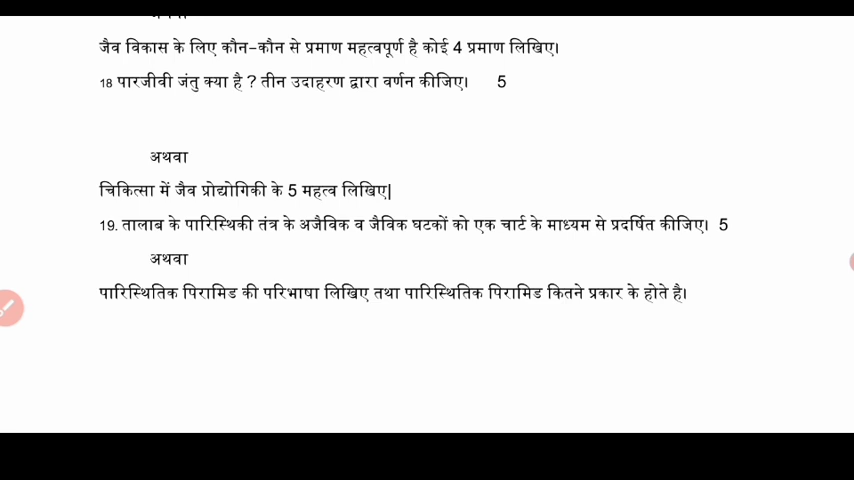 जैव विकास के लिए कौन-कौन से प्रमाण महत्वपूर्ण है कोई 4 प्रमाण लिखिए।
18 पारजीवी जंतु क्या है ? तीन उदाहरण द्वारा वर्णन कीजिए। 5
अथवा
चिकित्सा में जैव प्रोद्योगिकी के 5 महत्व लिखिए|
19. तालाब के पारिस्थिकी तंत्र के अजैविक व जैविक घटकों को एक चार्ट के माध्यम से प्रदर्षित कीजिए। 5
अथवा
पारिस्थितिक पिरामिड की परिभाषा लिखिए तथा पारिस्थितिक पिरामिड कितने प्रकार के होते है।